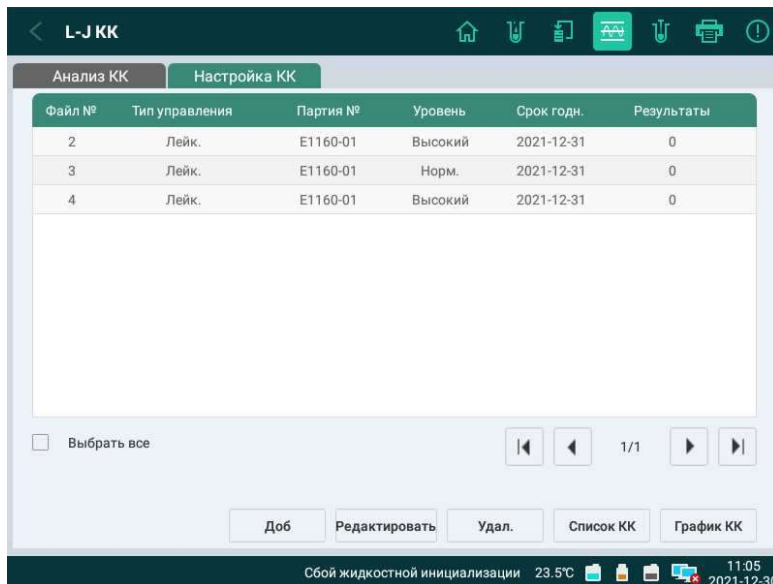 L-J КК
Анализ КК Настройка КК
Файл № Тип управления Партия № Уровень Срок годн. Результаты
2 Лейк. E1160-01 Высокий 2021-12-31 0
3 Лейк. E1160-01 Норм. 2021-12-31 0
4 Лейк. E1160-01 Высокий 2021-12-31 0
Выбрать все 1/1
Доб Редактировать Удал. Список КК График КК
Сбой жидкостной инициализации 23.5℃ 11:05